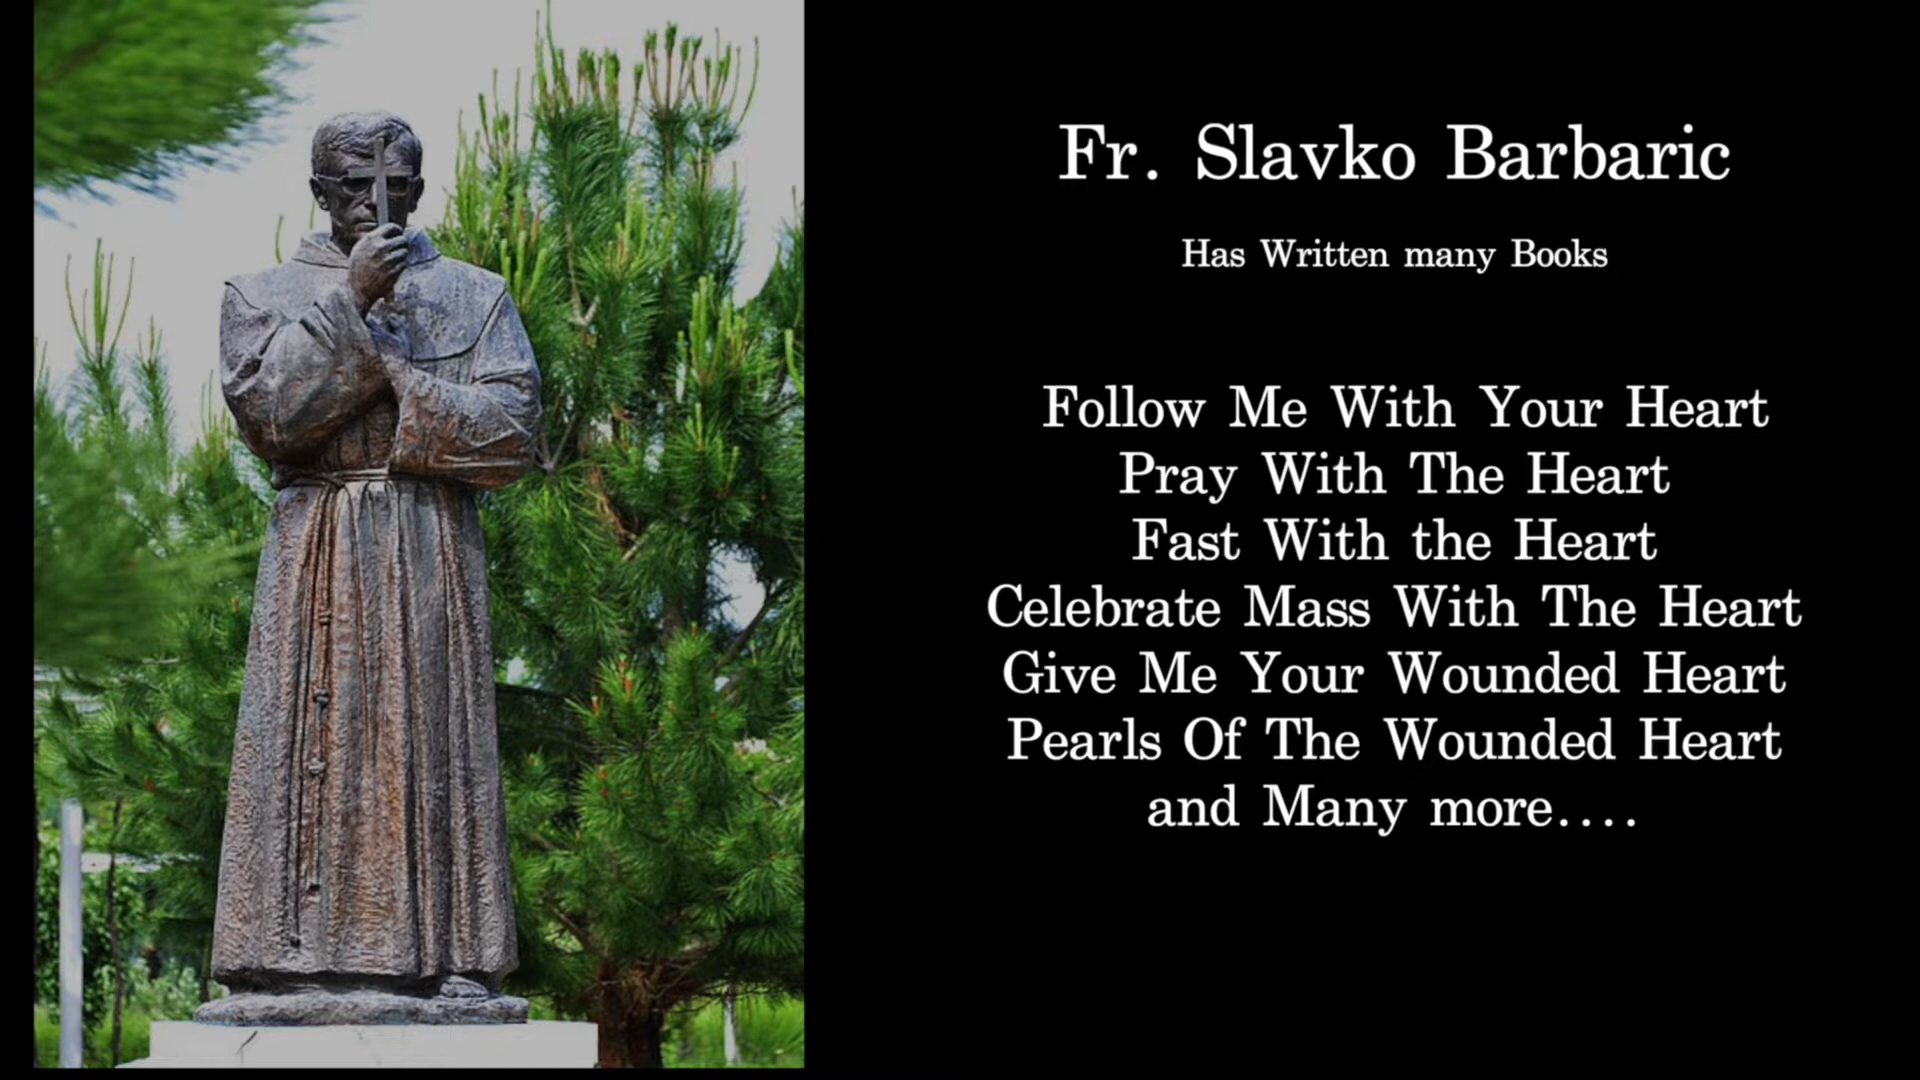 Fr. Slavko Barbaric
Has Written many Books
Follow Me With Your Heart
Pray With The Heart
Fast With the Heart
Celebrate Mass With The Heart
Give Me Your Wounded Heart
Pearls Of The Wounded Heart
and Many more....